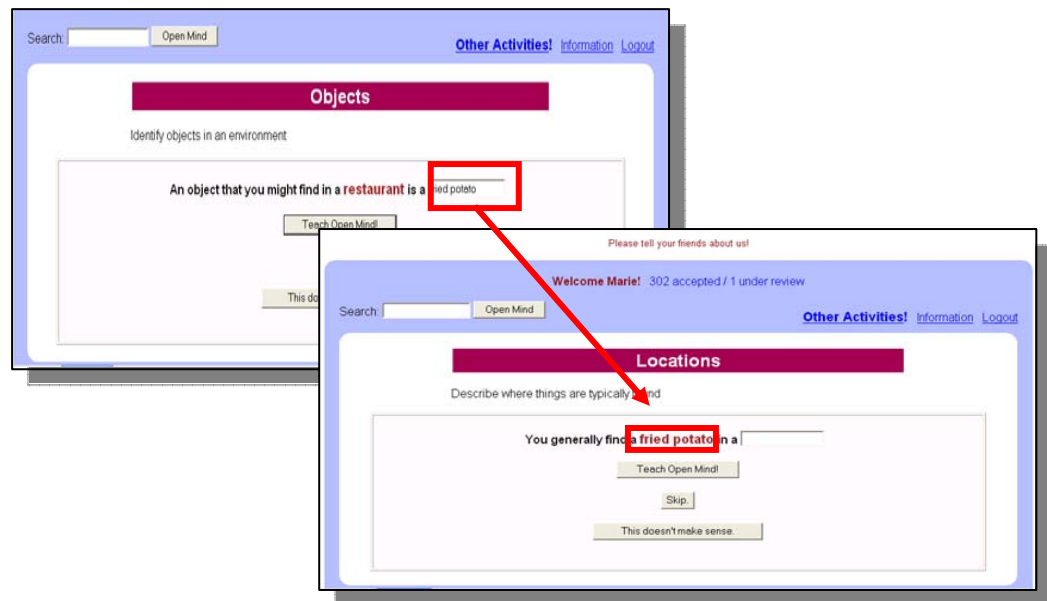 Search: Open Mind
Other Activities! Information Logout
Objects
Identify objects in an environment
An object that you might find in a restaurant is a fried potato
Teach Open Mind!
This do
Please tell your friends about us!
Welcome Marie! 302 accepted / 1 under review
Search: Open Mind
Other Activities! Information Logout
Locations
Describe where things are typically found
You generally find a fried potato in a
Teach Open Mind!
Skip.
This doesn't make sense.